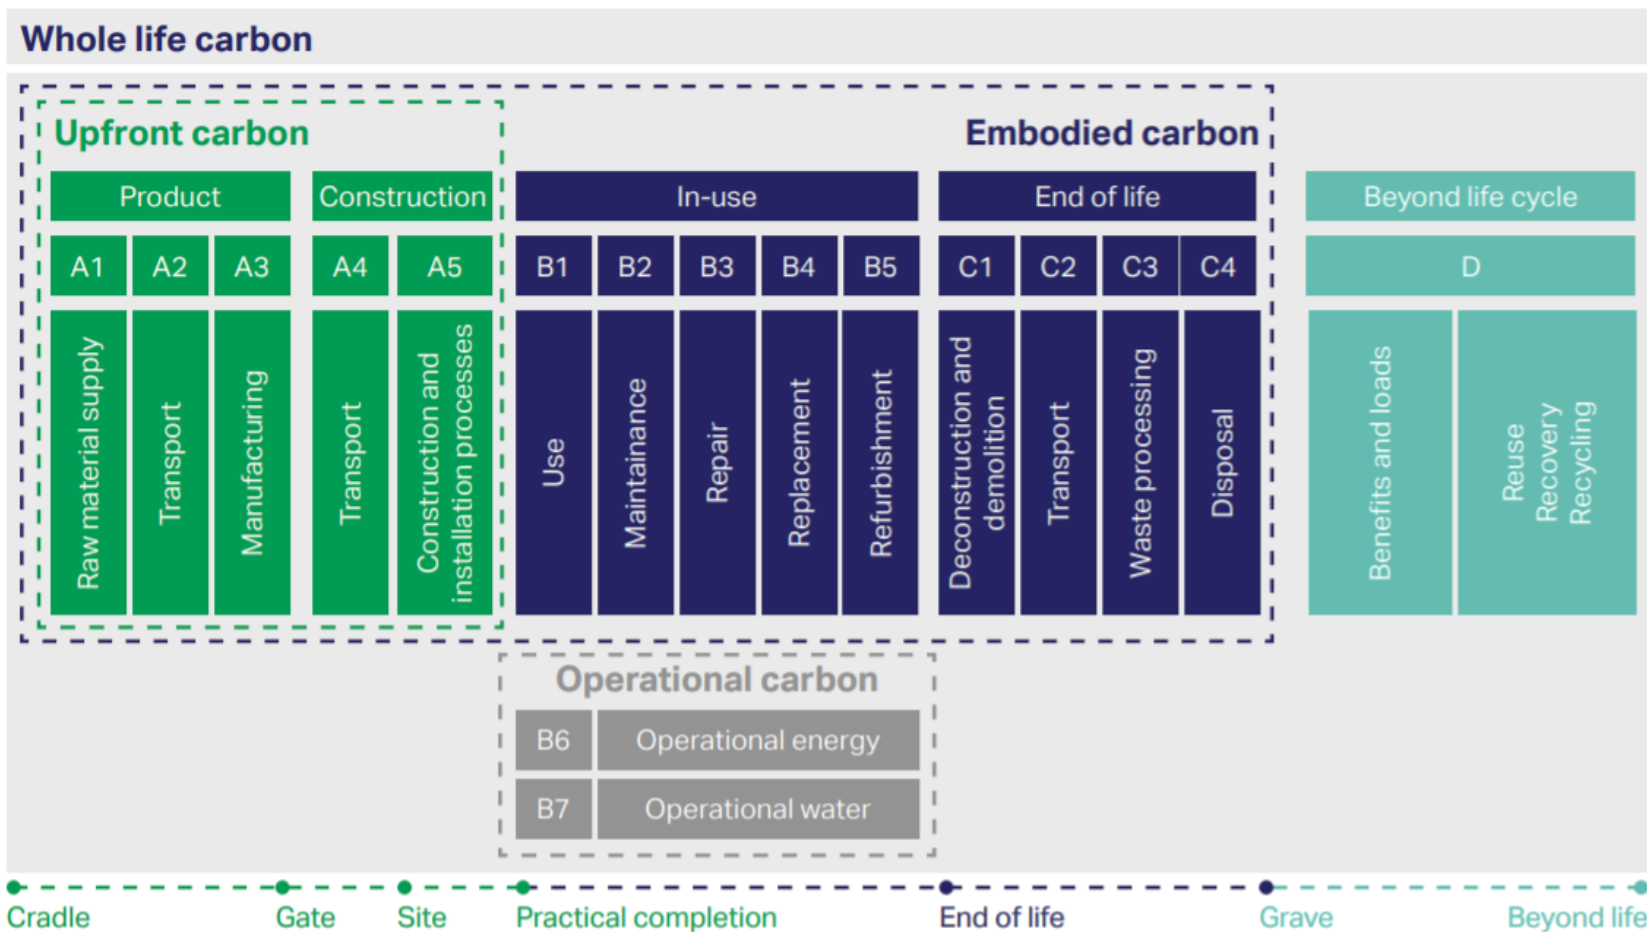 Whole life carbon
Upfront carbon
Embodied carbon
Product
Construction
In-use
End of life
Beyond life cycle
A1
A2
A3
A4
A5
B1
B2
B3
B4
B5
C1
C2
C3
C4
D
Raw material supply
Transport
Manufacturing
Transport
Construction and
installation processes
Use
Maintainance
Repair
Replacement
Refurbishment
Deconstruction and
demolition
Transport
Waste processing
Disposal
Benefits and loads
Reuse
Recovery
Recycling
Operational carbon
B6
Operational energy
B7
Operational water
Cradle
Gate
Site
Practical completion
End of life
Grave
Beyond life